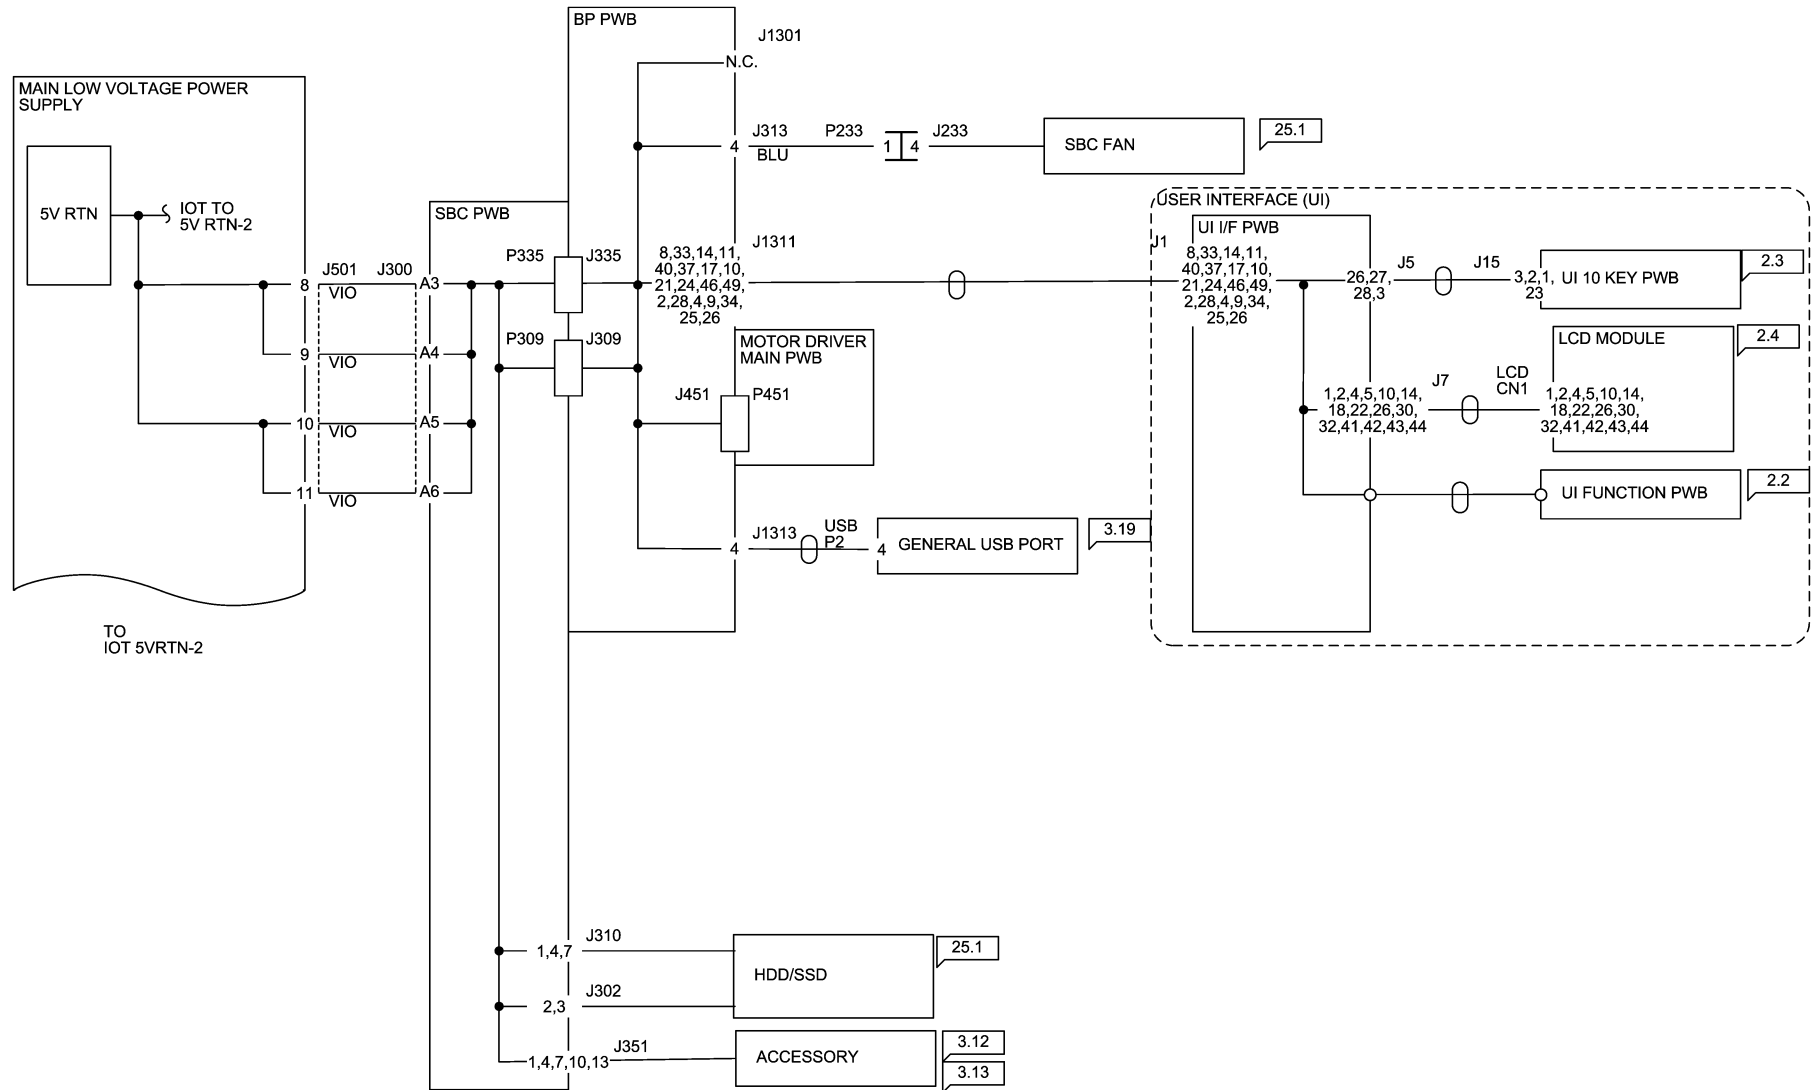 BP PWB
J1301
N.C.
MAIN LOW VOLTAGE POWER
SUPPLY
J313
P233
J233
25.1
4
BLU
1
4
SBC FAN
5V RTN
IOT TO
5V RTN-2
SBC PWB
USER INTERFACE (UI)
UI I/F PWB
P335
J335
8,33,14,11,
40,37,17,10,
21,24,46,49,
2,28,4,9,34,
25,26
J1311
J1
8,33,14,11,
40,37,17,10,
21,24,46,49,
2,28,4,9,34,
25,26
26,27,
28,3
J5
J15
3,2,1,
23
UI 10 KEY PWB
2.3
J501
J300
8
VIO
A3
9
VIO
A4
10
VIO
A5
11
VIO
A6
P309
J309
MOTOR DRIVER
MAIN PWB
J451
P451
1,2,4,5,10,14,
18,22,26,30,
32,41,42,43,44
J7
LCD
CN1
LCD MODULE
1,2,4,5,10,14,
18,22,26,30,
32,41,42,43,44
2.4
UI FUNCTION PWB
2.2
4
J1313
USB
P2
4
GENERAL USB PORT
3.19
TO
IOT 5VRTN-2
1,4,7
J310
HDD/SSD
25.1
2,3
J302
1,4,7,10,13
J351
ACCESSORY
3.12
3.13